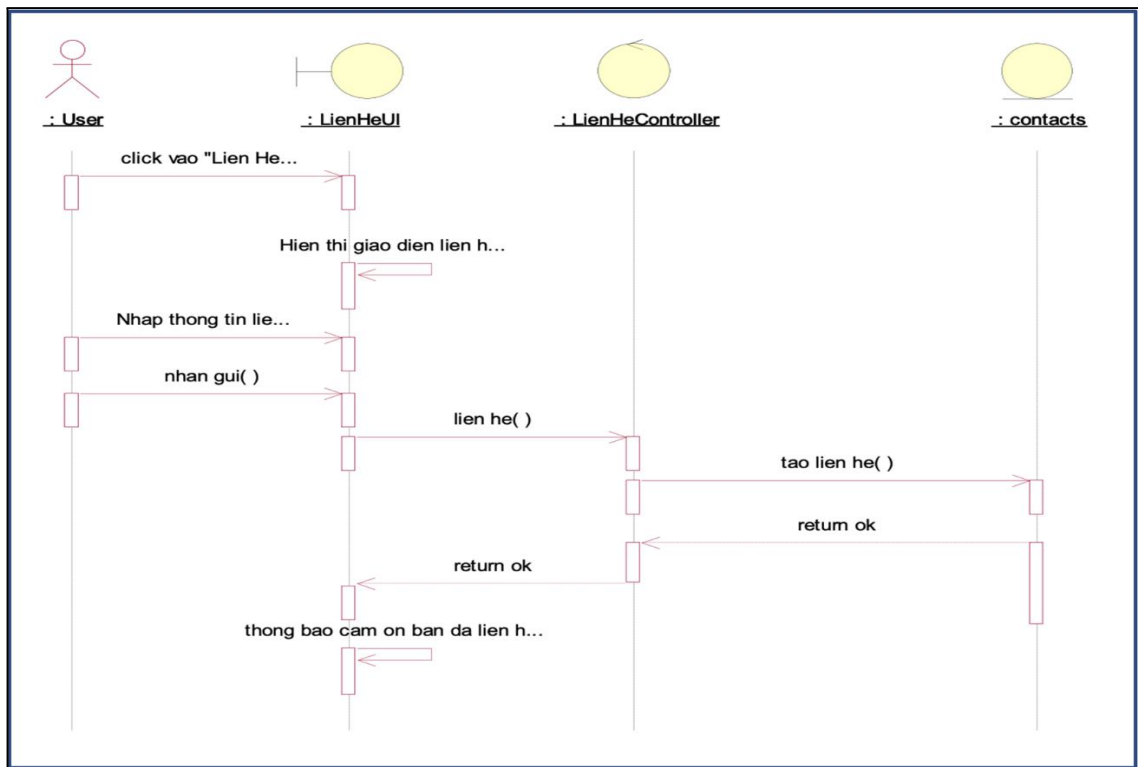 : User
: LienHeUI
: LienHeController
: contacts
click vao "Lien He...
Hien thi giao dien lien h...
Nhap thong tin lie...
nhan gui( )
lien he( )
tao lien he( )
return ok
return ok
thong bao cam on ban da lien h...